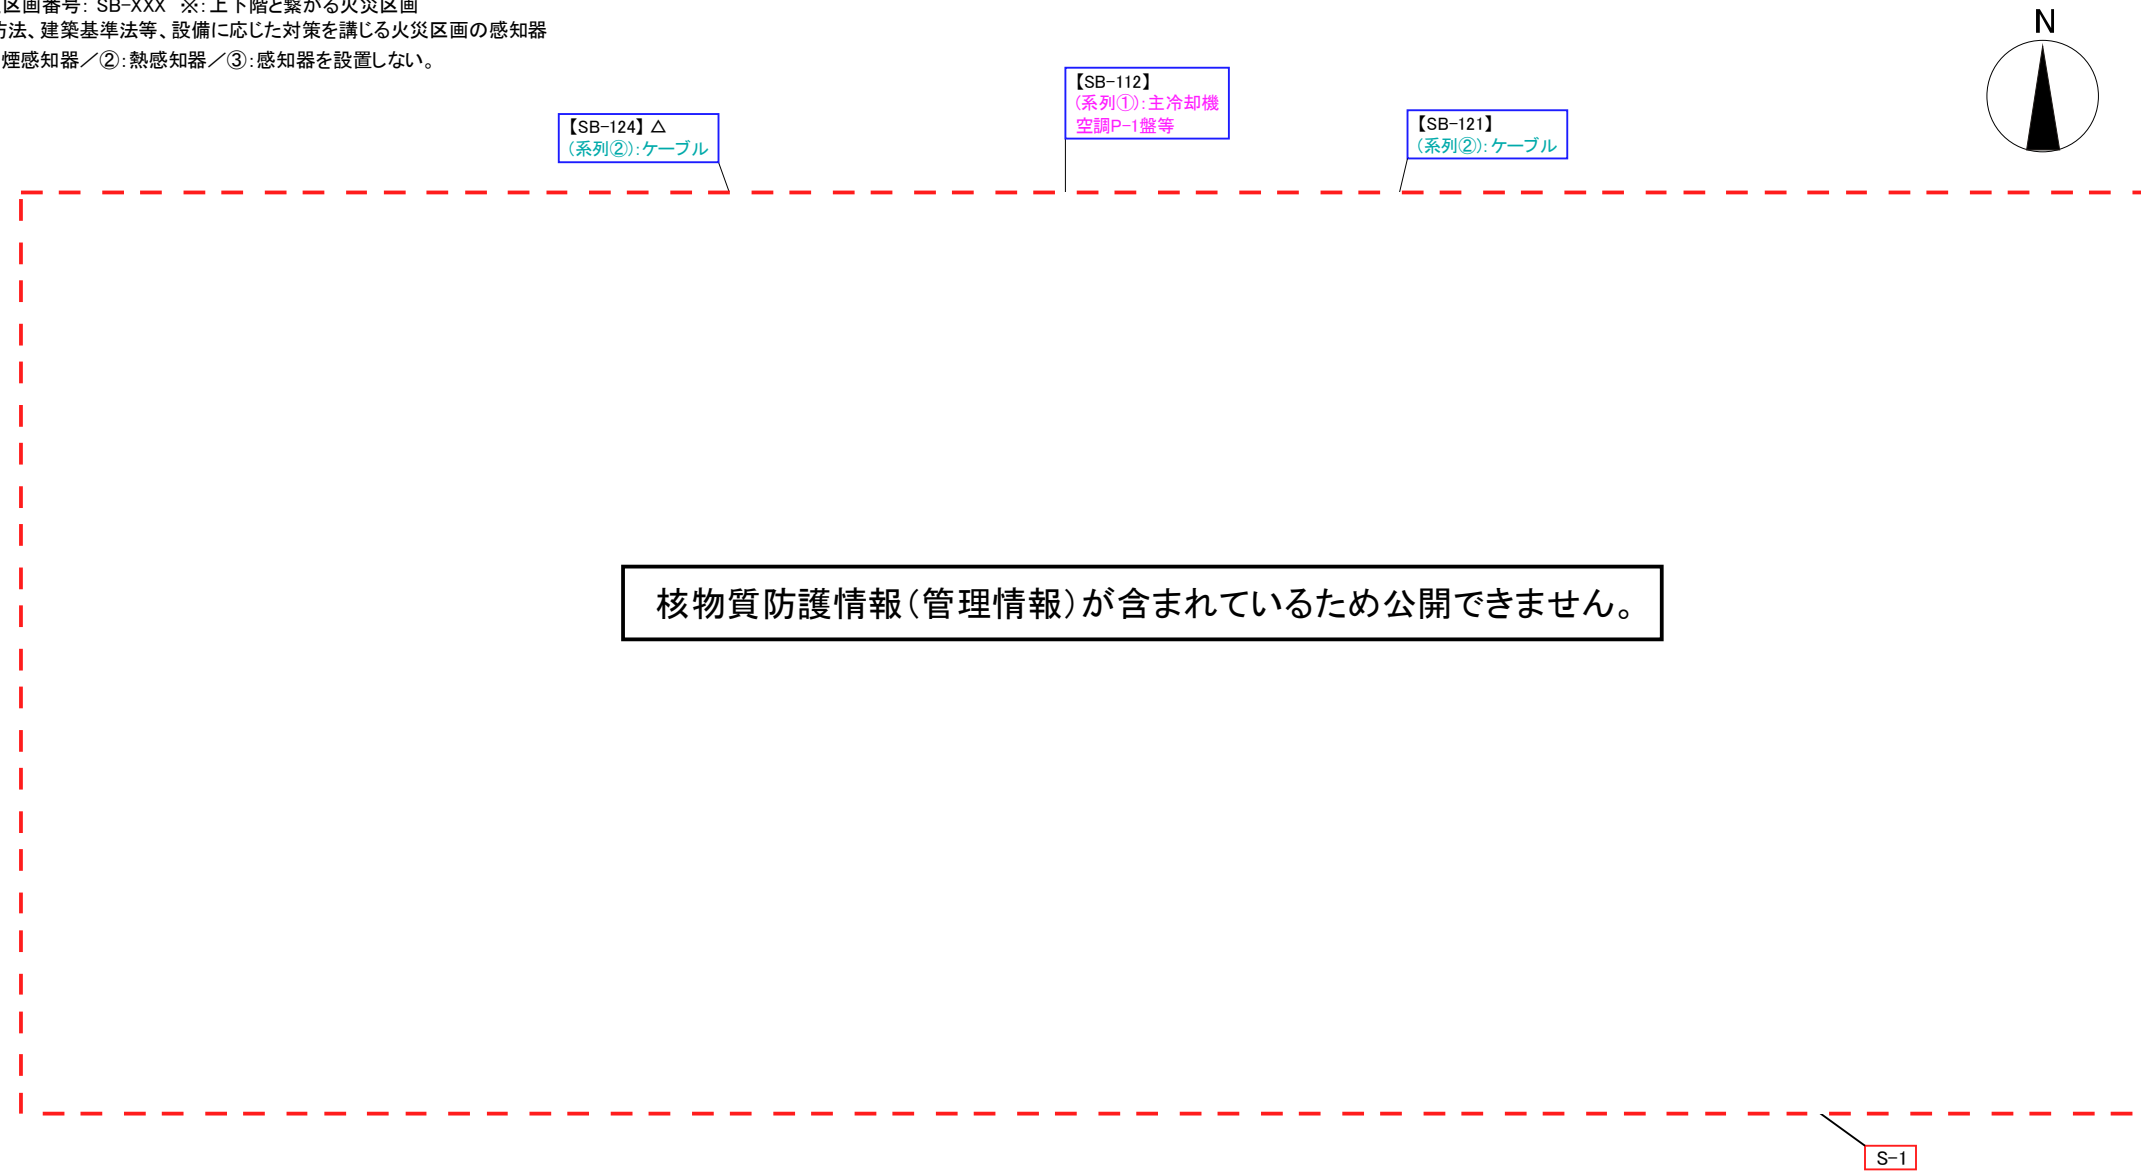 区画番号: SB-XXX ※:上下階と繋がる火災区画
防法、建築基準法等、設備に応じた対策を講じる火災区画の感知器
煙感知器／②:熱感知器／③:感知器を設置しない。
N
【SB-112】
(系列①):主冷却機
空調P-1盤等
【SB-124】 △
(系列②):ケーブル
【SB-121】
(系列②):ケーブル
核物質防護情報(管理情報)が含まれているため公開できません。
S-1